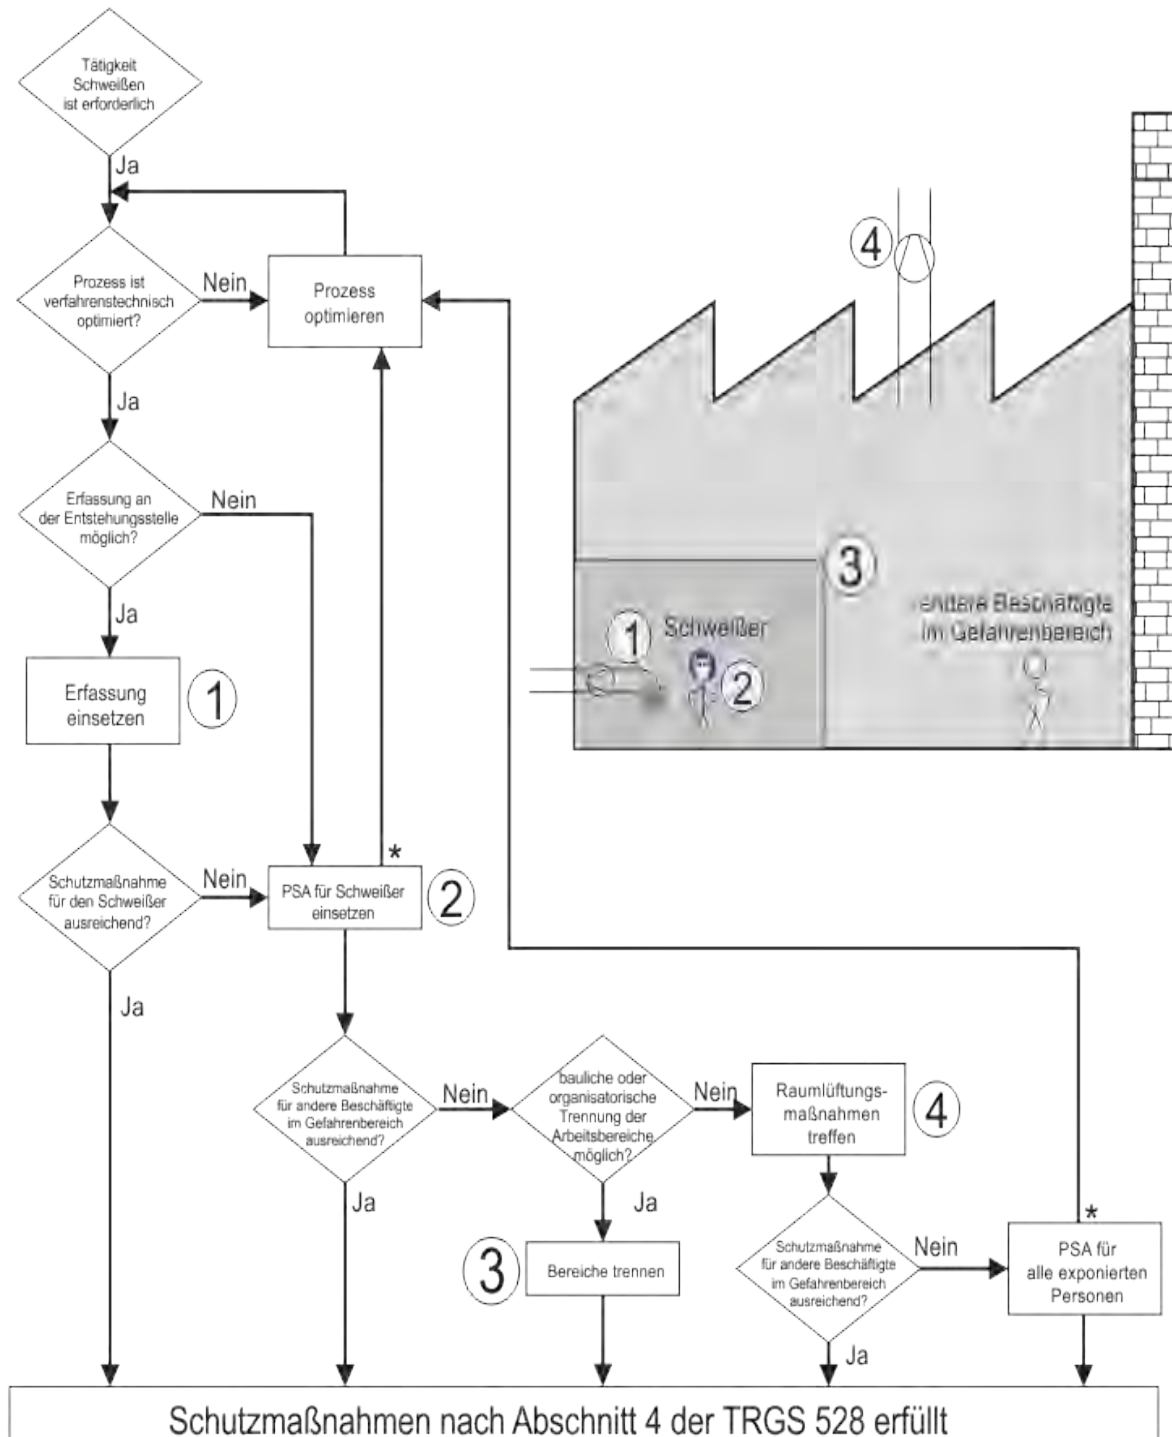 Tätigkeit
Schweißen
ist erforderlich
Ja
Prozess ist
verfahrenstechnisch
optimiert?
Nein
Prozess
optimieren
Ja
Erfassung an
der Entstehungsstelle
möglich?
Nein
Ja
Erfassung
einsetzen
1
Schutzmaßnahme
für den Schweißer
ausreichend?
Nein
*
PSA für Schweißer
einsetzen
2
Ja
Schutzmaßnahme
für andere Beschäftigte
im Gefahrenbereich
ausreichend?
Nein
bauliche oder
organisatorische
Trennung der
Arbeitsbereiche
möglich?
Nein
Raumlüftungs-
maßnahmen
treffen
4
Ja
Ja
3
Bereiche trennen
Schutzmaßnahme
für andere Beschäftigte
im Gefahrenbereich
ausreichend?
Nein
*
PSA für
alle exponierten
Personen
Ja
4
3
1
Schweißer
2
andere Beschäftigte
im Gefahrenbereich
Schutzmaßnahmen nach Abschnitt 4 der TRGS 528 erfüllt